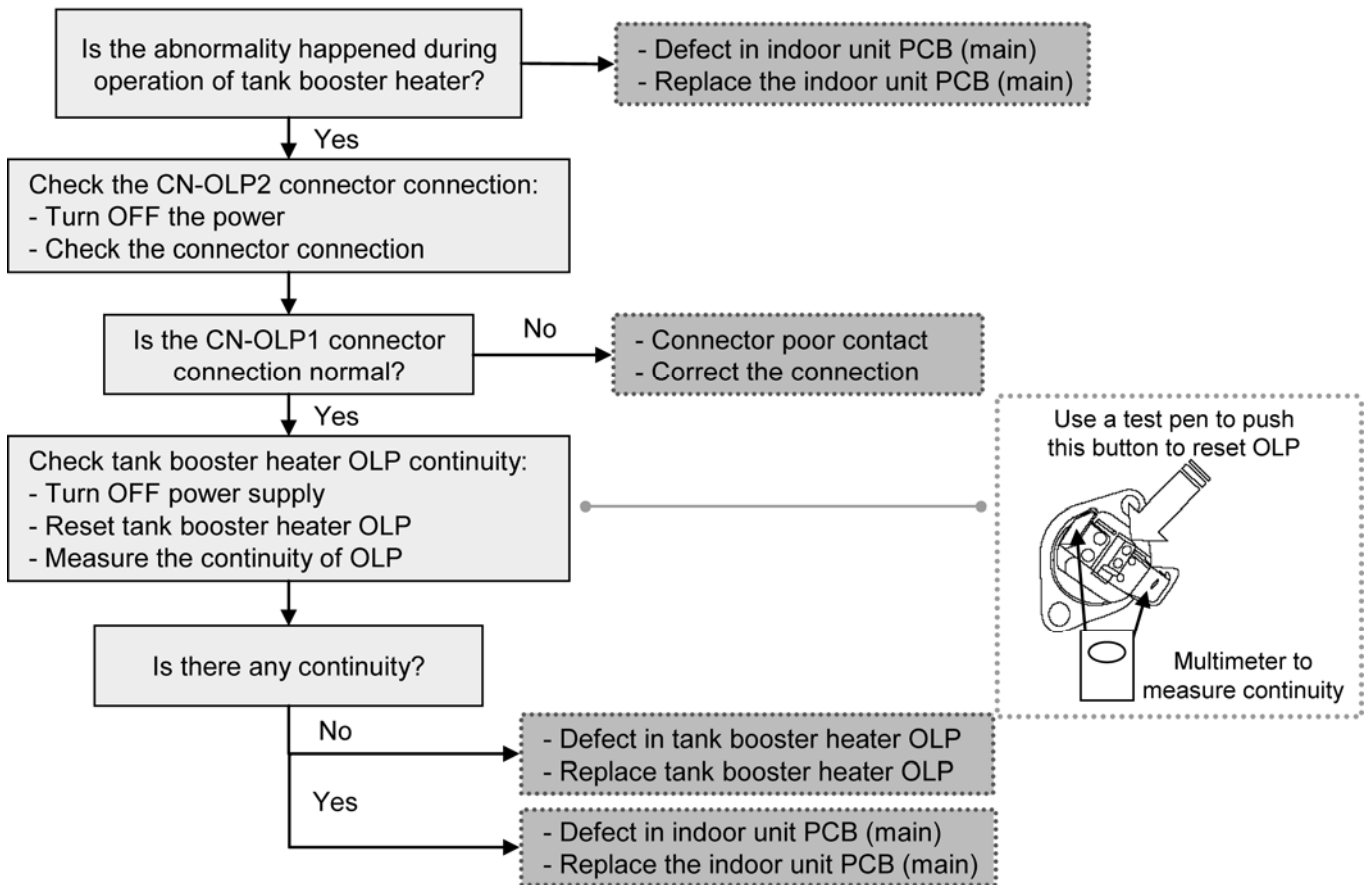 Is the abnormality happened during
operation of tank booster heater?
- Defect in indoor unit PCB (main)
- Replace the indoor unit PCB (main)
Yes
Check the CN-OLP2 connector connection:
- Turn OFF the power
- Check the connector connection
Is the CN-OLP1 connector
connection normal?
No
- Connector poor contact
- Correct the connection
Yes
Check tank booster heater OLP continuity:
- Turn OFF power supply
- Reset tank booster heater OLP
- Measure the continuity of OLP
Use a test pen to push
this button to reset OLP
Multimeter to
measure continuity
Is there any continuity?
No
- Defect in tank booster heater OLP
- Replace tank booster heater OLP
Yes
- Defect in indoor unit PCB (main)
- Replace the indoor unit PCB (main)